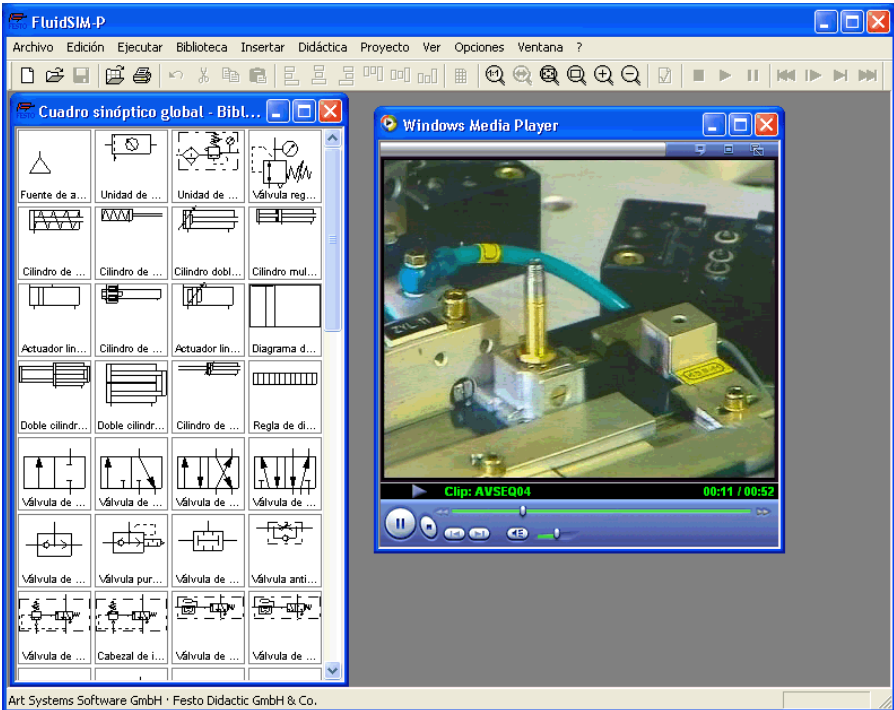 FluidSIM-P
Archivo Edición Ejecutar Biblioteca Insertar Didáctica Proyecto Ver Opciones Ventana ?
Cuadro sinóptico global - Bibl...
Fuente de a... Unidad de ... Unidad de ... Válvula reg...
Cilindro de ... Cilindro de ... Cilindro dobl... Cilindro mul...
Actuador lin... Cilindro de ... Actuador lin... Diagrama d...
Doble cilindr... Doble cilindr... Cilindro de ... Regla de di...
Válvula de ... Válvula de ... Válvula de ... Válvula de ...
Válvula de ... Válvula pur... Válvula de ... Válvula anti...
Válvula de ... Cabezal de i... Válvula de ... Válvula de ...
Windows Media Player
ZYL 11
Clip: AVSEQ04 00:11 / 00:52
Art Systems Software GmbH · Festo Didactic GmbH & Co.